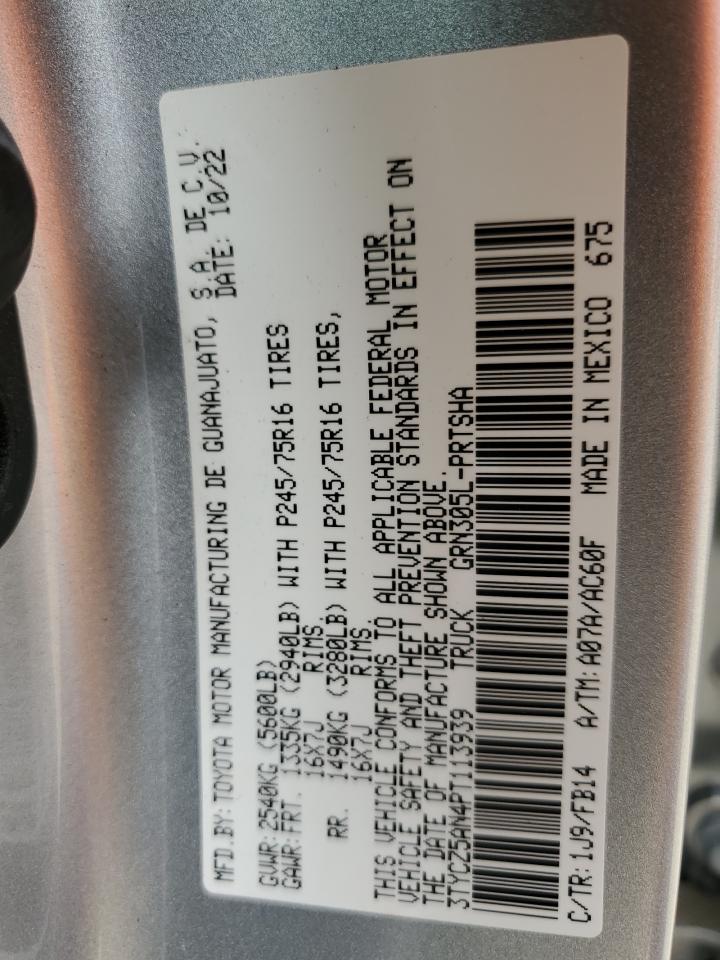 MFD.BY: TOYOTA MOTOR MANUFACTURING DE GUANAJUATO, S.A. DE C.V.
DATE: 10/22
GVWR: 2540KG (5600LB)
GAWR: FRT. 1335KG (2940LB) WITH P245/75R16 TIRES
16X7J RIMS.
RR. 1490KG (3280LB) WITH P245/75R16 TIRES,
16X7J RIMS
THIS VEHICLE CONFORMS TO ALL APPLICABLE FEDERAL MOTOR
VEHICLE SAFETY AND THEFT PREVENTION STANDARDS IN EFFECT ON
THE DATE OF MANUFACTURE SHOWN ABOVE.
3TYCZ5AN4PT113939 TRUCK GRN305L-PRTSHA
C/TR: 1J9/FB14 A/TM: A07A/AC60F MADE IN MEXICO 675